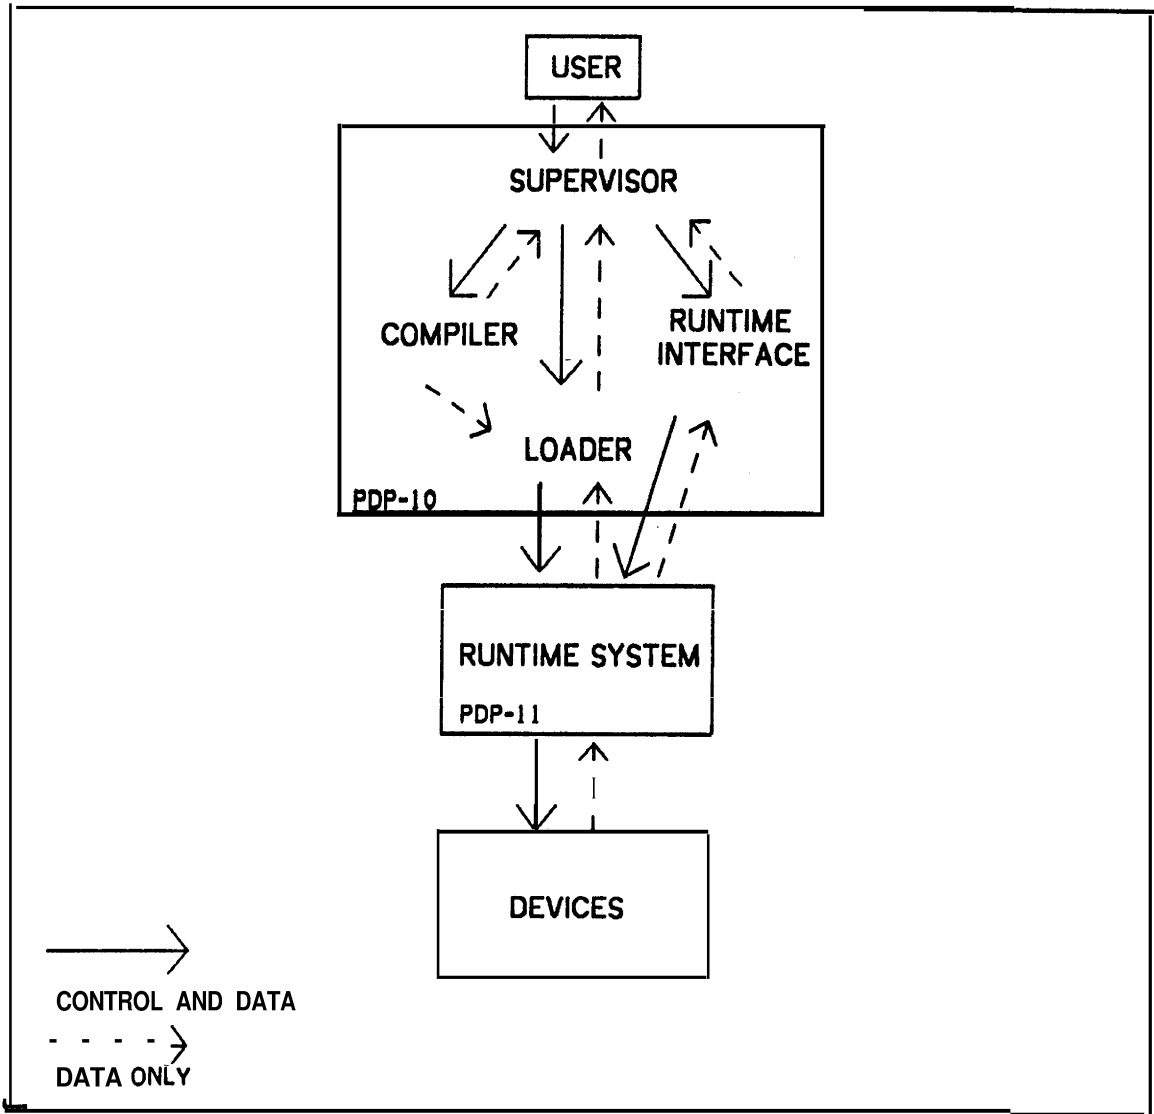 USER
SUPERVISOR
COMPILER
RUNTIME
INTERFACE
LOADER
PDP-10
RUNTIME SYSTEM
PDP-11
DEVICES
CONTROL AND DATA
DATA ONLY